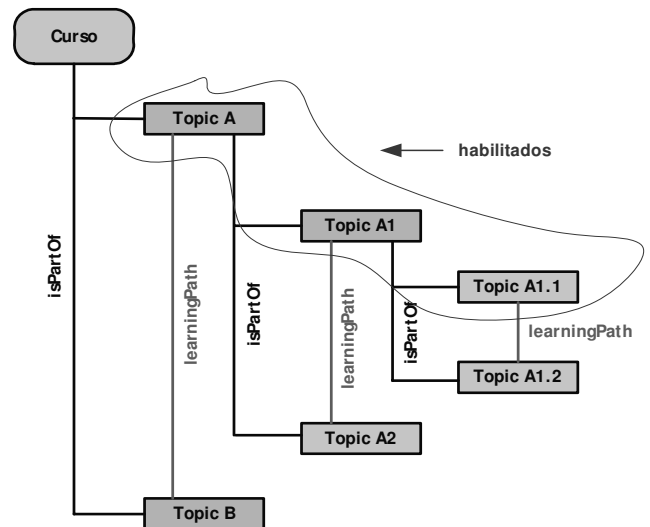 Curso
Topic A
habilitados
Topic A1
isPartOf
learningPath
isPartOf
learningPath
isPartOf
Topic A1.1
learningPath
Topic A1.2
Topic A2
Topic B